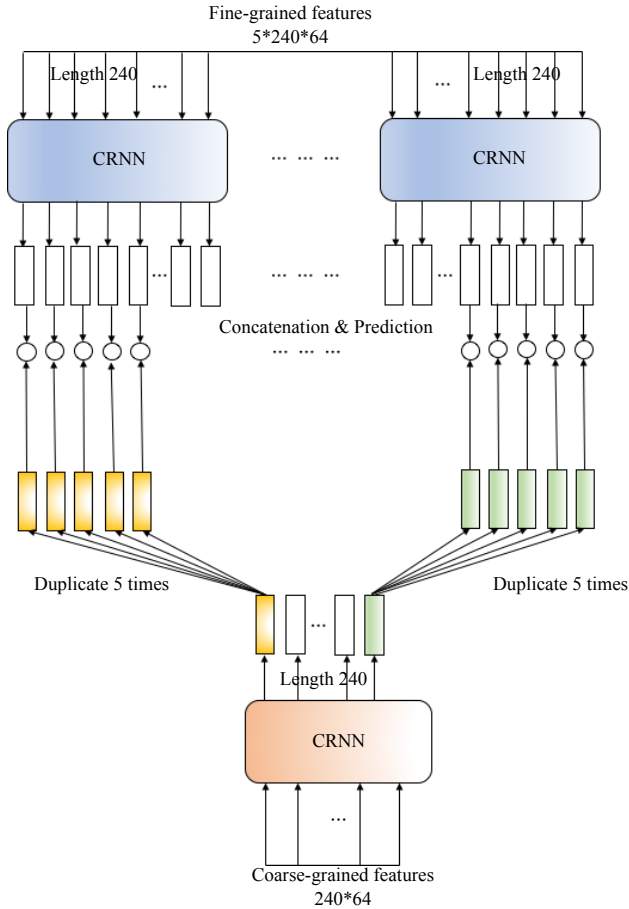 Fine-grained features
5*240*64
Length 240
...
...
Length 240
CRNN
... ... ...
CRNN
...
... ... ...
...
Concatenation & Prediction
... ... ...
Duplicate 5 times
Duplicate 5 times
...
Length 240
CRNN
...
Coarse-grained features
240*64